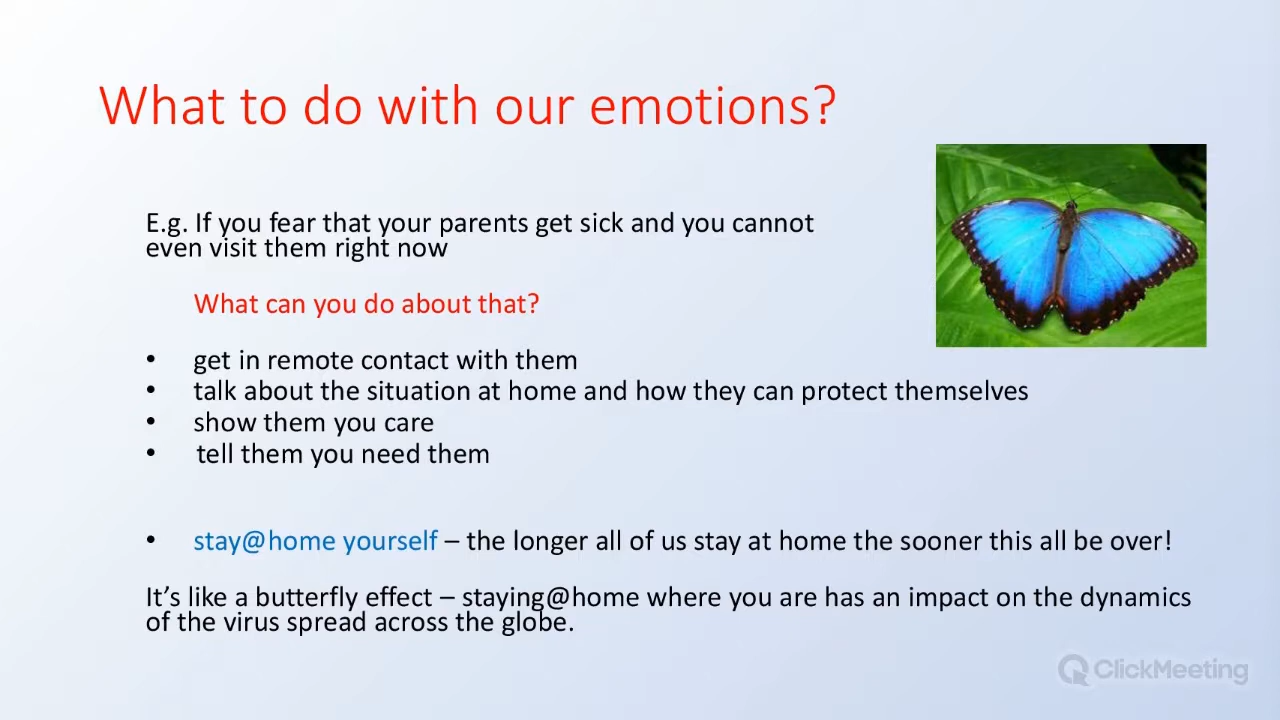 What to do with our emotions?
E.g. If you fear that your parents get sick and you cannot
even visit them right now
What can you do about that?
• get in remote contact with them
• talk about the situation at home and how they can protect themselves
• show them you care
• tell them you need them
• stay@home yourself – the longer all of us stay at home the sooner this all be over!
It’s like a butterfly effect – staying@home where you are has an impact on the dynamics
of the virus spread across the globe.
ClickMeeting